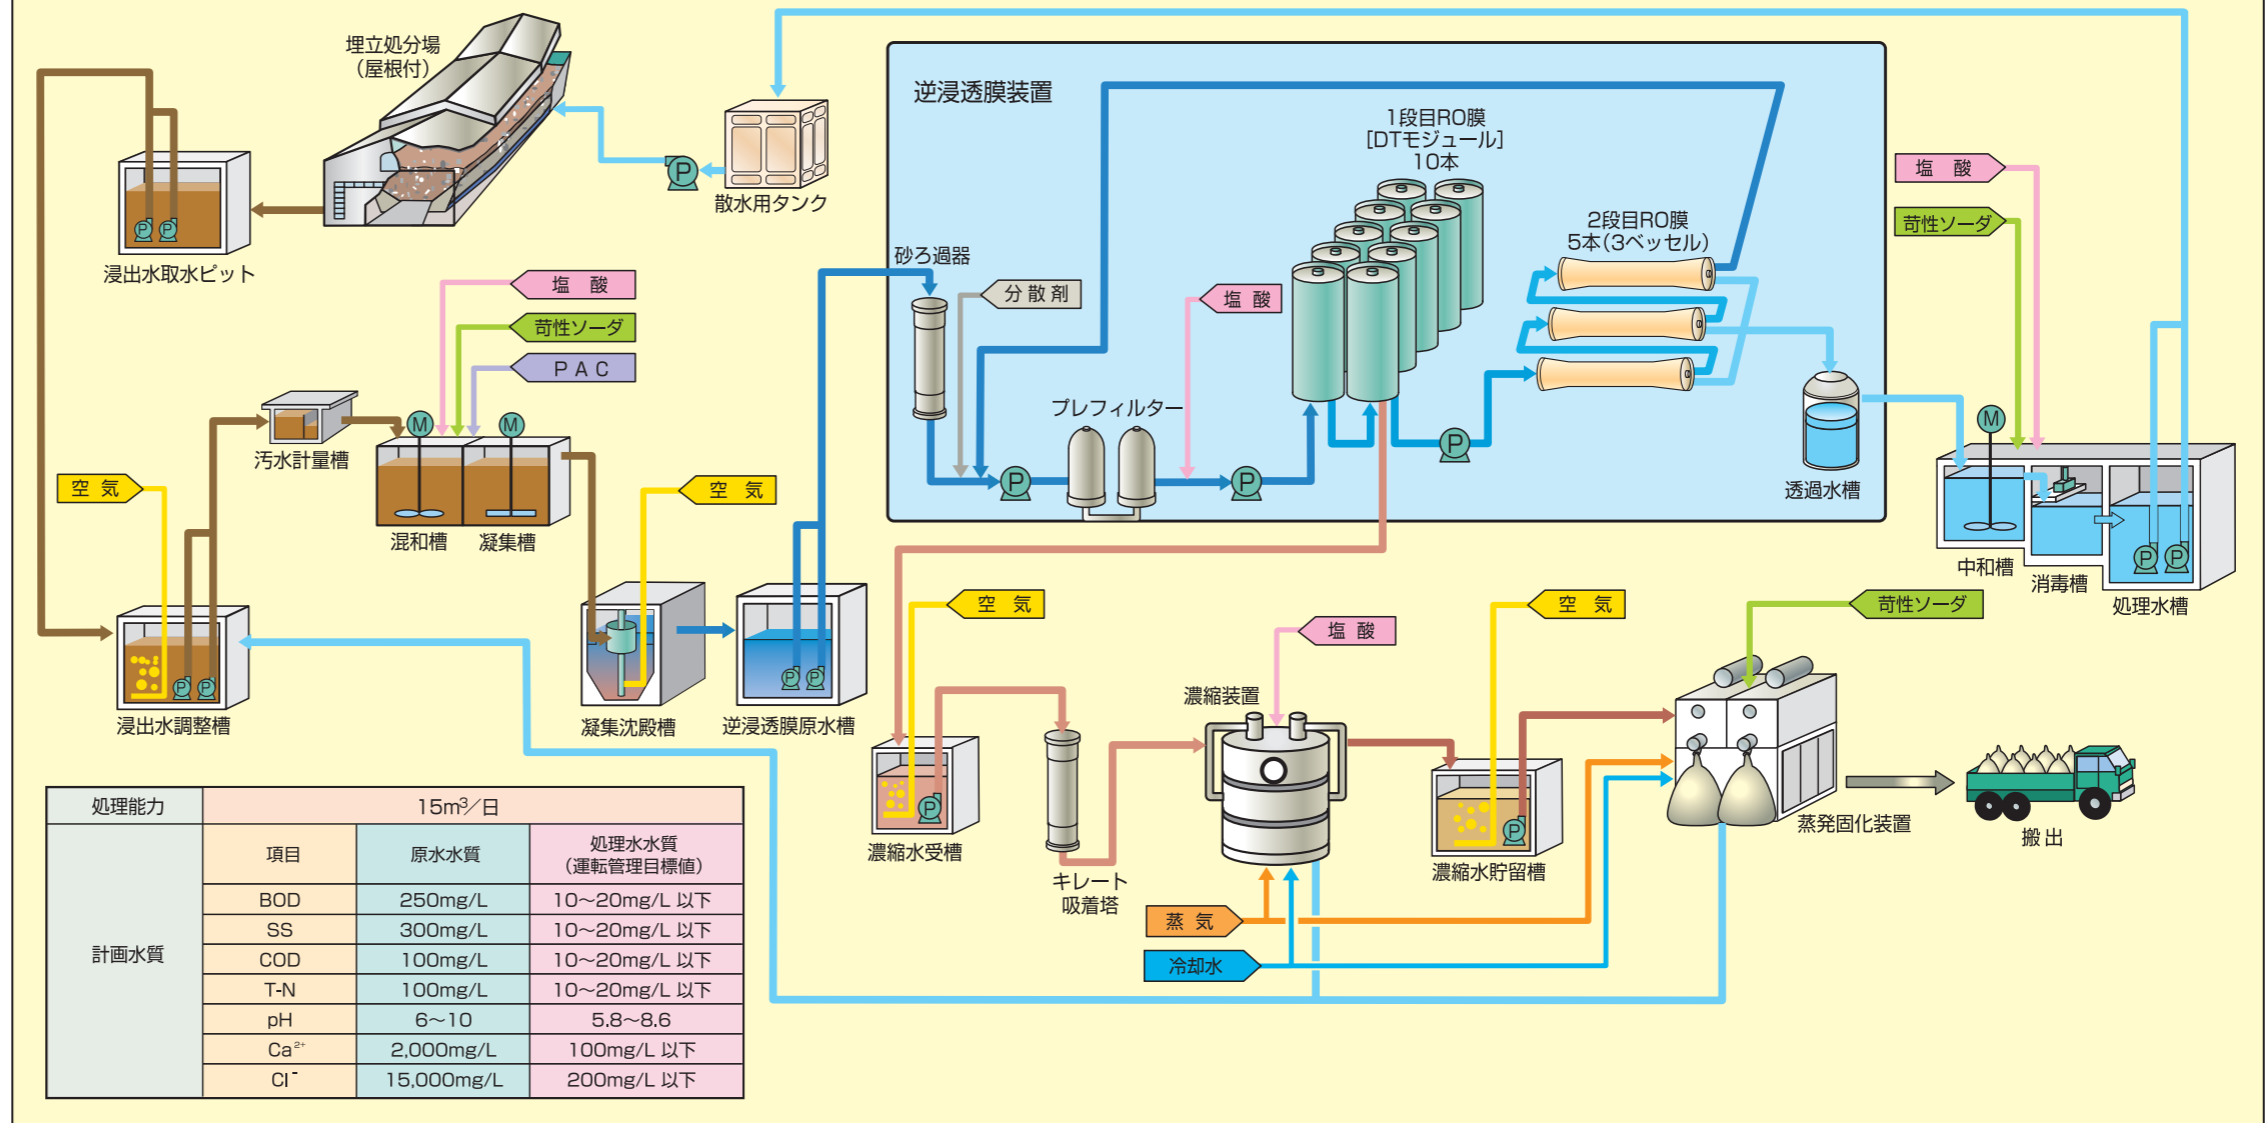 埋立処分場
（屋根付）
浸出水取水ピット
散水用タンク
P
P
P
逆浸透膜装置
1段目RO膜
[DTモジュール]
10本
2段目RO膜
5本(3ベッセル)
砂ろ過器
分散剤
塩 酸
プレフィルター
P
P
P
透過水槽
塩 酸
苛性ソーダ
M
中和槽
消毒槽
処理水槽
P
P
塩 酸
苛性ソーダ
PAC
汚水計量槽
M
M
混和槽
凝集槽
空 気
空 気
P
P
浸出水調整槽
凝集沈殿槽
P
P
逆浸透膜原水槽
空 気
P
濃縮水受槽
キレート
吸着塔
濃縮装置
塩 酸
空 気
P
濃縮水貯留槽
苛性ソーダ
蒸発固化装置
搬出
蒸 気
冷却水
処理能力 15m³／日
計画水質
項目 原水水質 処理水水質
（運転管理目標値）
BOD 250mg/L 10～20mg/L 以下
SS 300mg/L 10～20mg/L 以下
COD 100mg/L 10～20mg/L 以下
T-N 100mg/L 10～20mg/L 以下
pH 6～10 5.8～8.6
Ca²⁺ 2,000mg/L 100mg/L 以下
Cl⁻ 15,000mg/L 200mg/L 以下